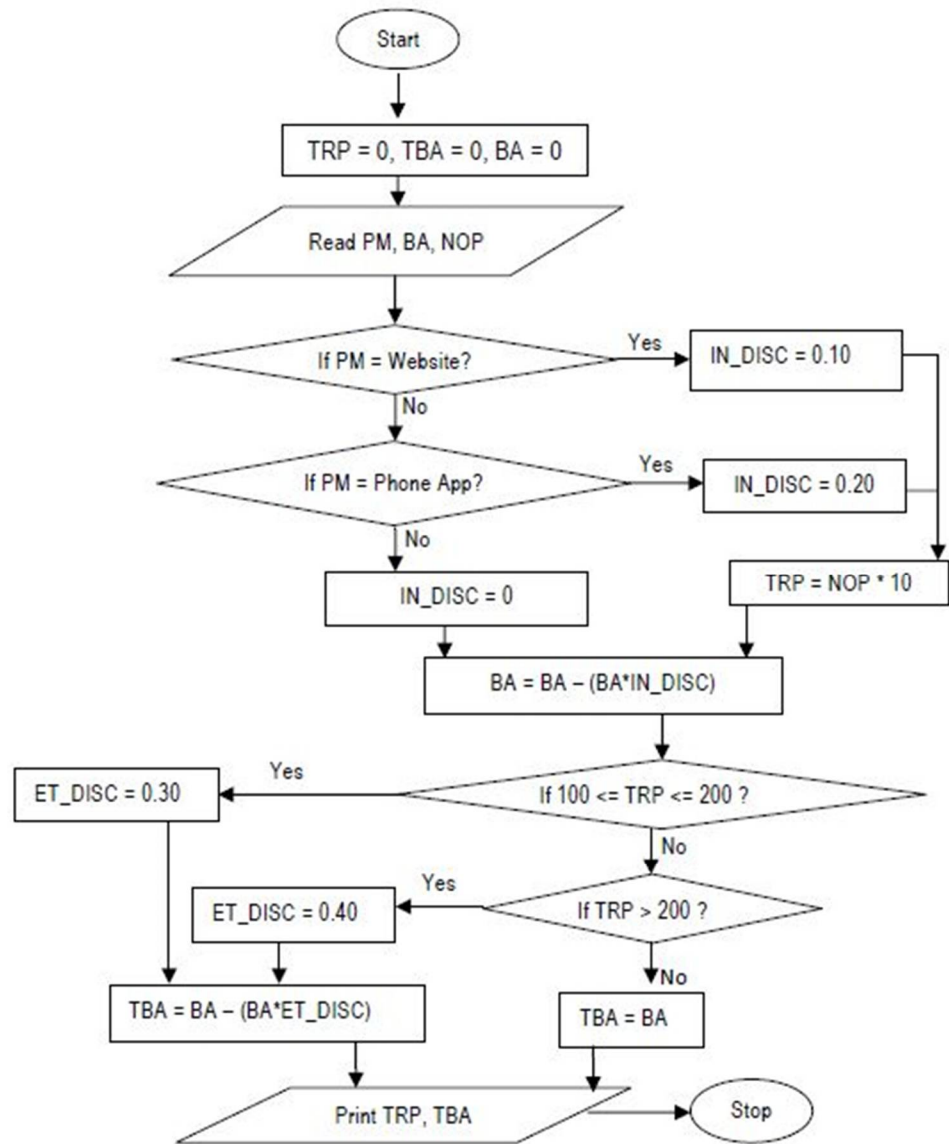 Start
TRP = 0, TBA = 0, BA = 0
Read PM, BA, NOP
If PM = Website?
Yes
IN_DISC = 0.10
No
If PM = Phone App?
Yes
IN_DISC = 0.20
No
IN_DISC = 0
TRP = NOP * 10
BA = BA – (BA*IN_DISC)
If 100 <= TRP <= 200 ?
Yes
ET_DISC = 0.30
No
If TRP > 200 ?
Yes
ET_DISC = 0.40
No
TBA = BA – (BA*ET_DISC)
TBA = BA
Print TRP, TBA
Stop